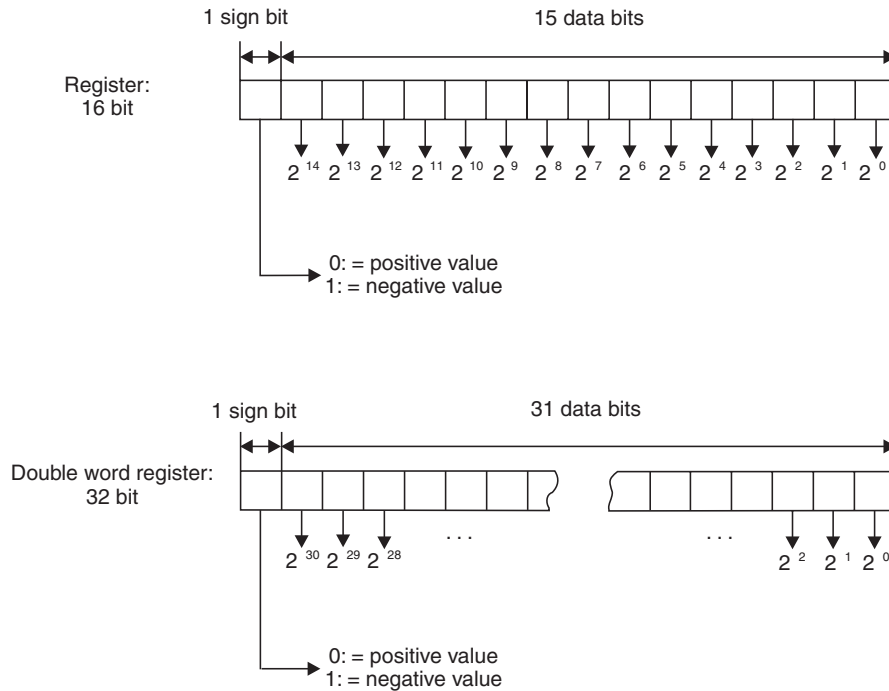 1 sign bit 15 data bits
Register:
16 bit
2^14 2^13 2^12 2^11 2^10 2^9 2^8 2^7 2^6 2^5 2^4 2^3 2^2 2^1 2^0
0: = positive value
1: = negative value
1 sign bit 31 data bits
Double word register:
32 bit
2^30 2^29 2^28 ... ... 2^2 2^1 2^0
0: = positive value
1: = negative value